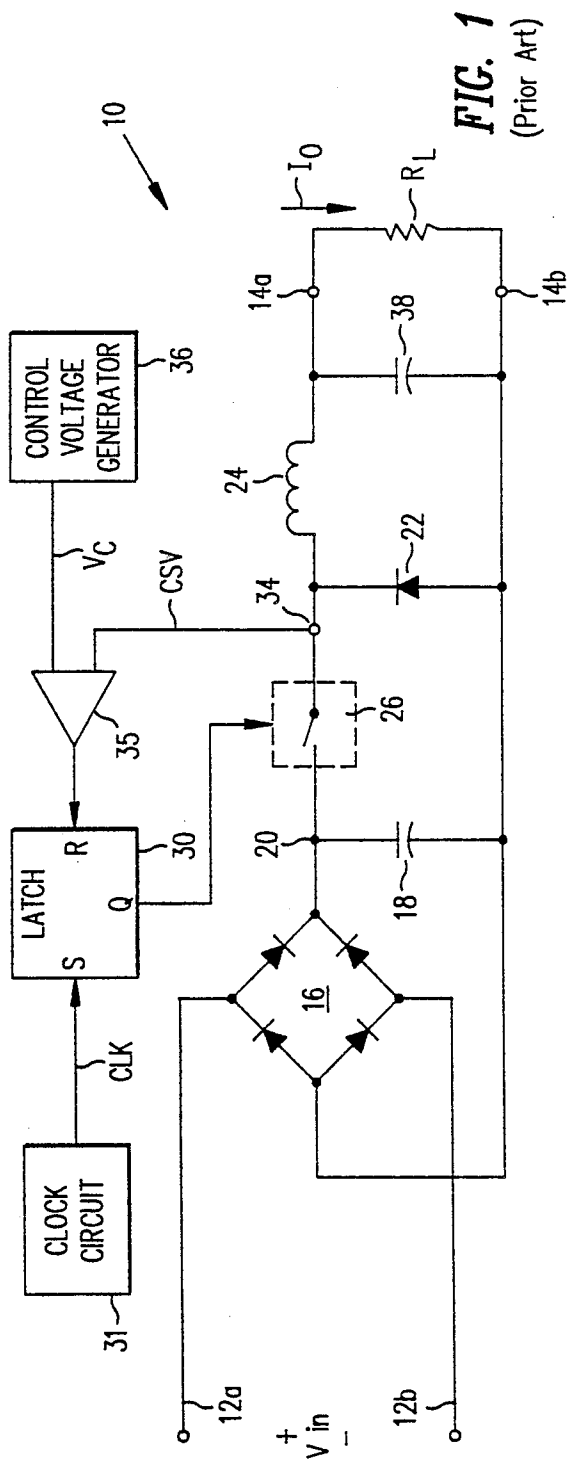 10
CLOCK
CIRCUIT
31
CLK
LATCH
S
R
Q
30
35
VC
CONTROL
VOLTAGE
GENERATOR
36
CSV
12a
+
V in
-
12b
16
20
18
26
34
22
24
38
14a
14b
IO
RL
FIG. 1
(Prior Art)